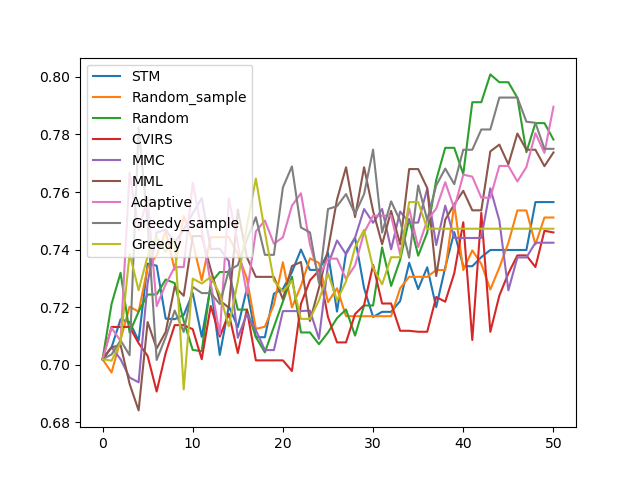 0.80
0.78
0.76
0.74
0.72
0.70
0.68
0
10
20
30
40
50
STM
Random_sample
Random
CVIRS
MMC
MML
Adaptive
Greedy_sample
Greedy